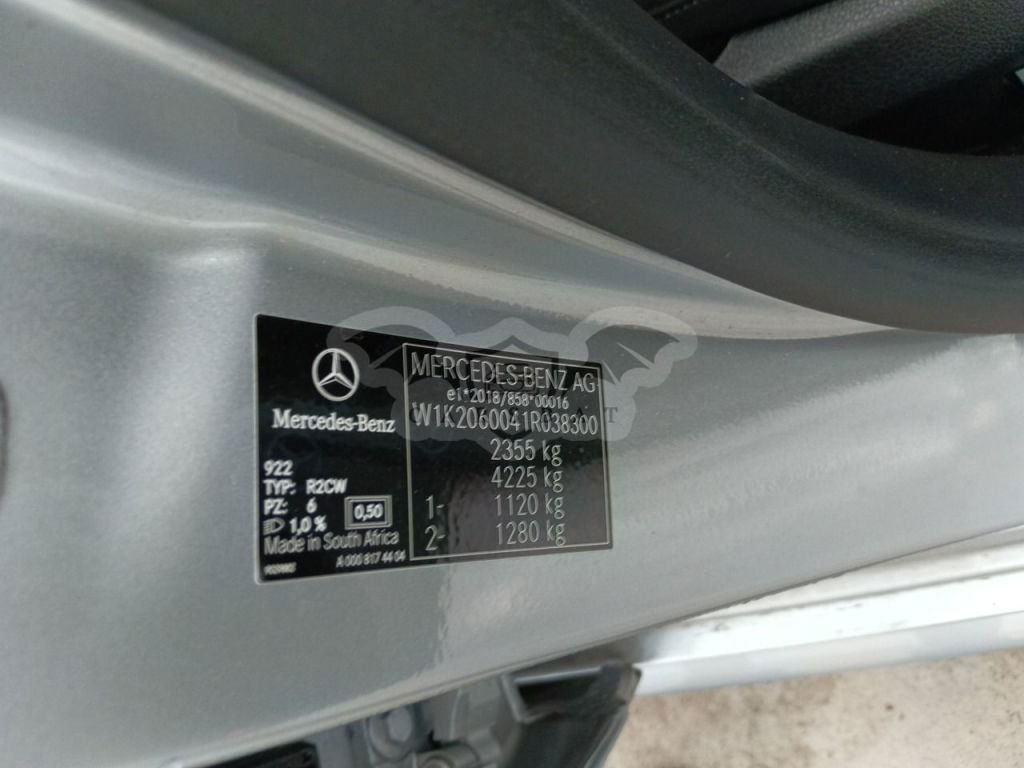 Mercedes-Benz
922
TYP: R2CW
PZ: 6
0,50
1,0 %
Made in South Africa
A 000 817 44 04
MERCEDES-BENZ AG
e1*2018/858*00016
W1K2060041R038300
2355 kg
4225 kg
1- 1120 kg
2- 1280 kg